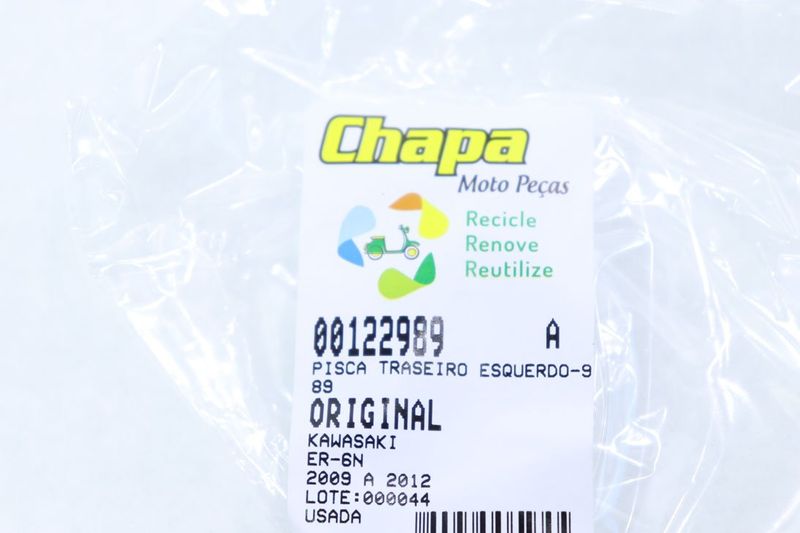 Chapa
Moto Peças
Recicle
Renove
Reutilize
00122989 A
PISCA TRASEIRO ESQUERDO-9
89
ORIGINAL
KAWASAKI
ER-6N
2009 A 2012
LOTE:000044
USADA